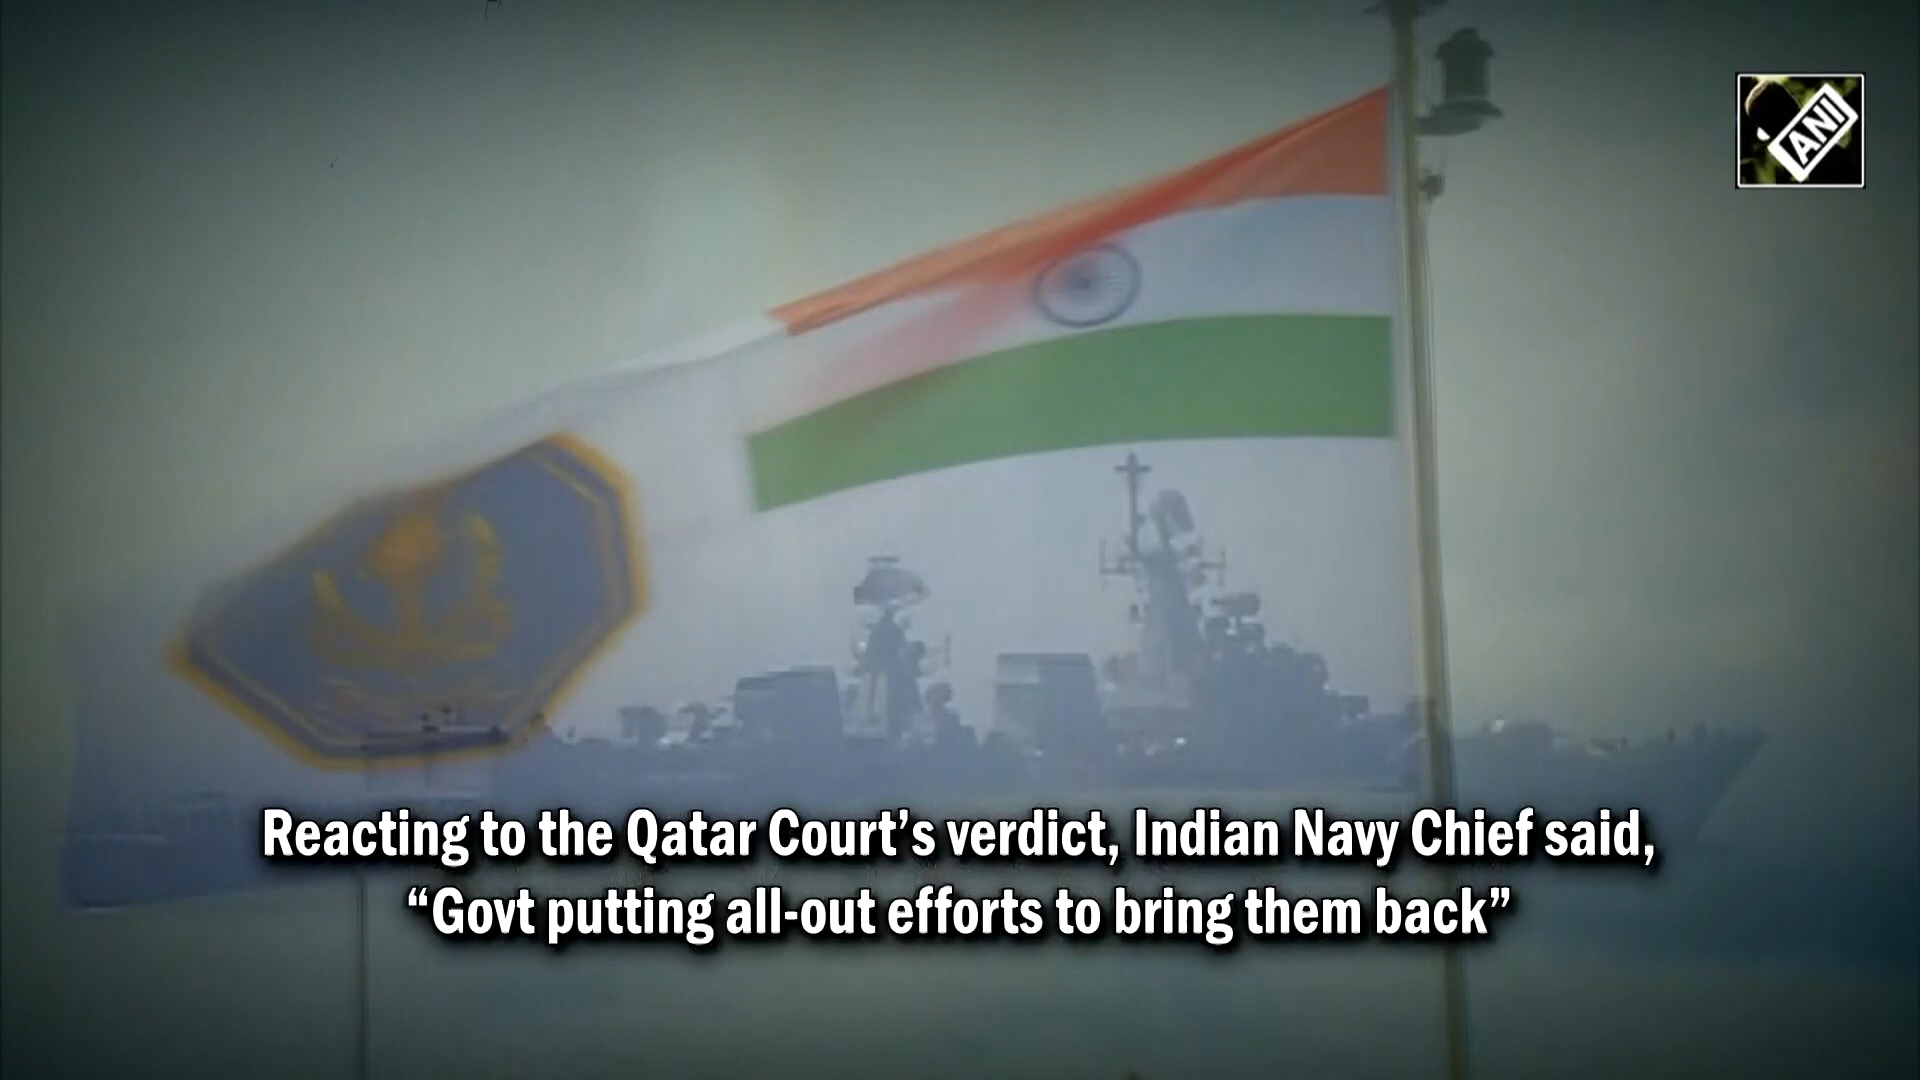 ANI
Reacting to the Qatar Court’s verdict, Indian Navy Chief said,
“Govt putting all-out efforts to bring them back”